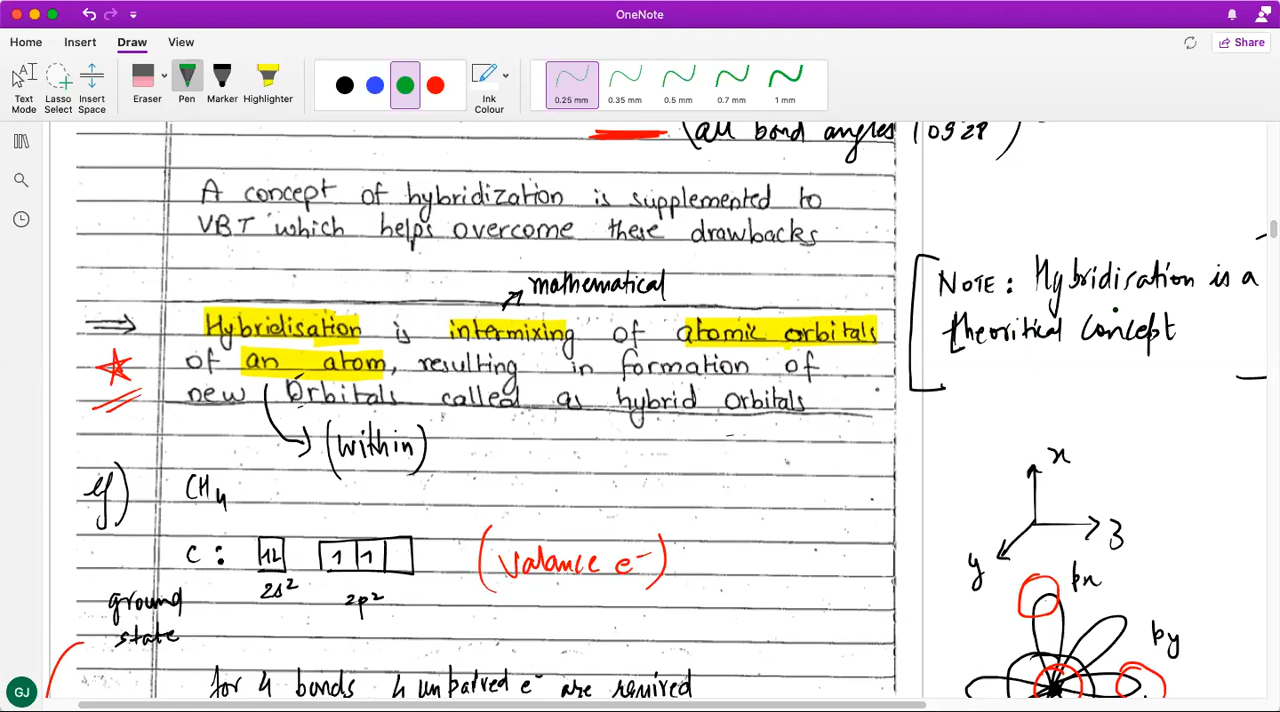 OneNote
Home Insert Draw View
Share
Text Mode
Lasso Select
Insert Space
Eraser
Pen
Marker
Highlighter
0.25 mm
0.35 mm
0.5 mm
0.7 mm
1 mm
Ink Colour
(all bond angles 109°28')
A concept of hybridization is supplemented to
VBT which helps overcome these drawbacks
mathematical
⇒ Hybridisation is intermixing of atomic orbitals
of an atom, resulting in formation of
new Orbitals called as hybrid orbitals
(within)
eg) CH4
C : 1L 1 1 (valance e-)
2s² 2p²
ground
state
for 4 bonds 4 unpaired e- are required
NOTE: Hybridisation is a
theoritical concept
x
z
y
px
py
GJ